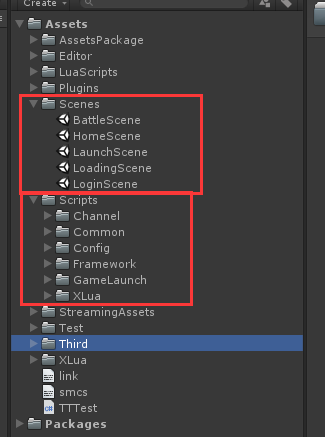 Create
Assets
AssetsPackage
Editor
LuaScripts
Plugins
Scenes
BattleScene
HomeScene
LaunchScene
LoadingScene
LoginScene
Scripts
Channel
Common
Config
Framework
GameLaunch
XLua
StreamingAssets
Test
Third
XLua
link
smcs
TTTest
Packages